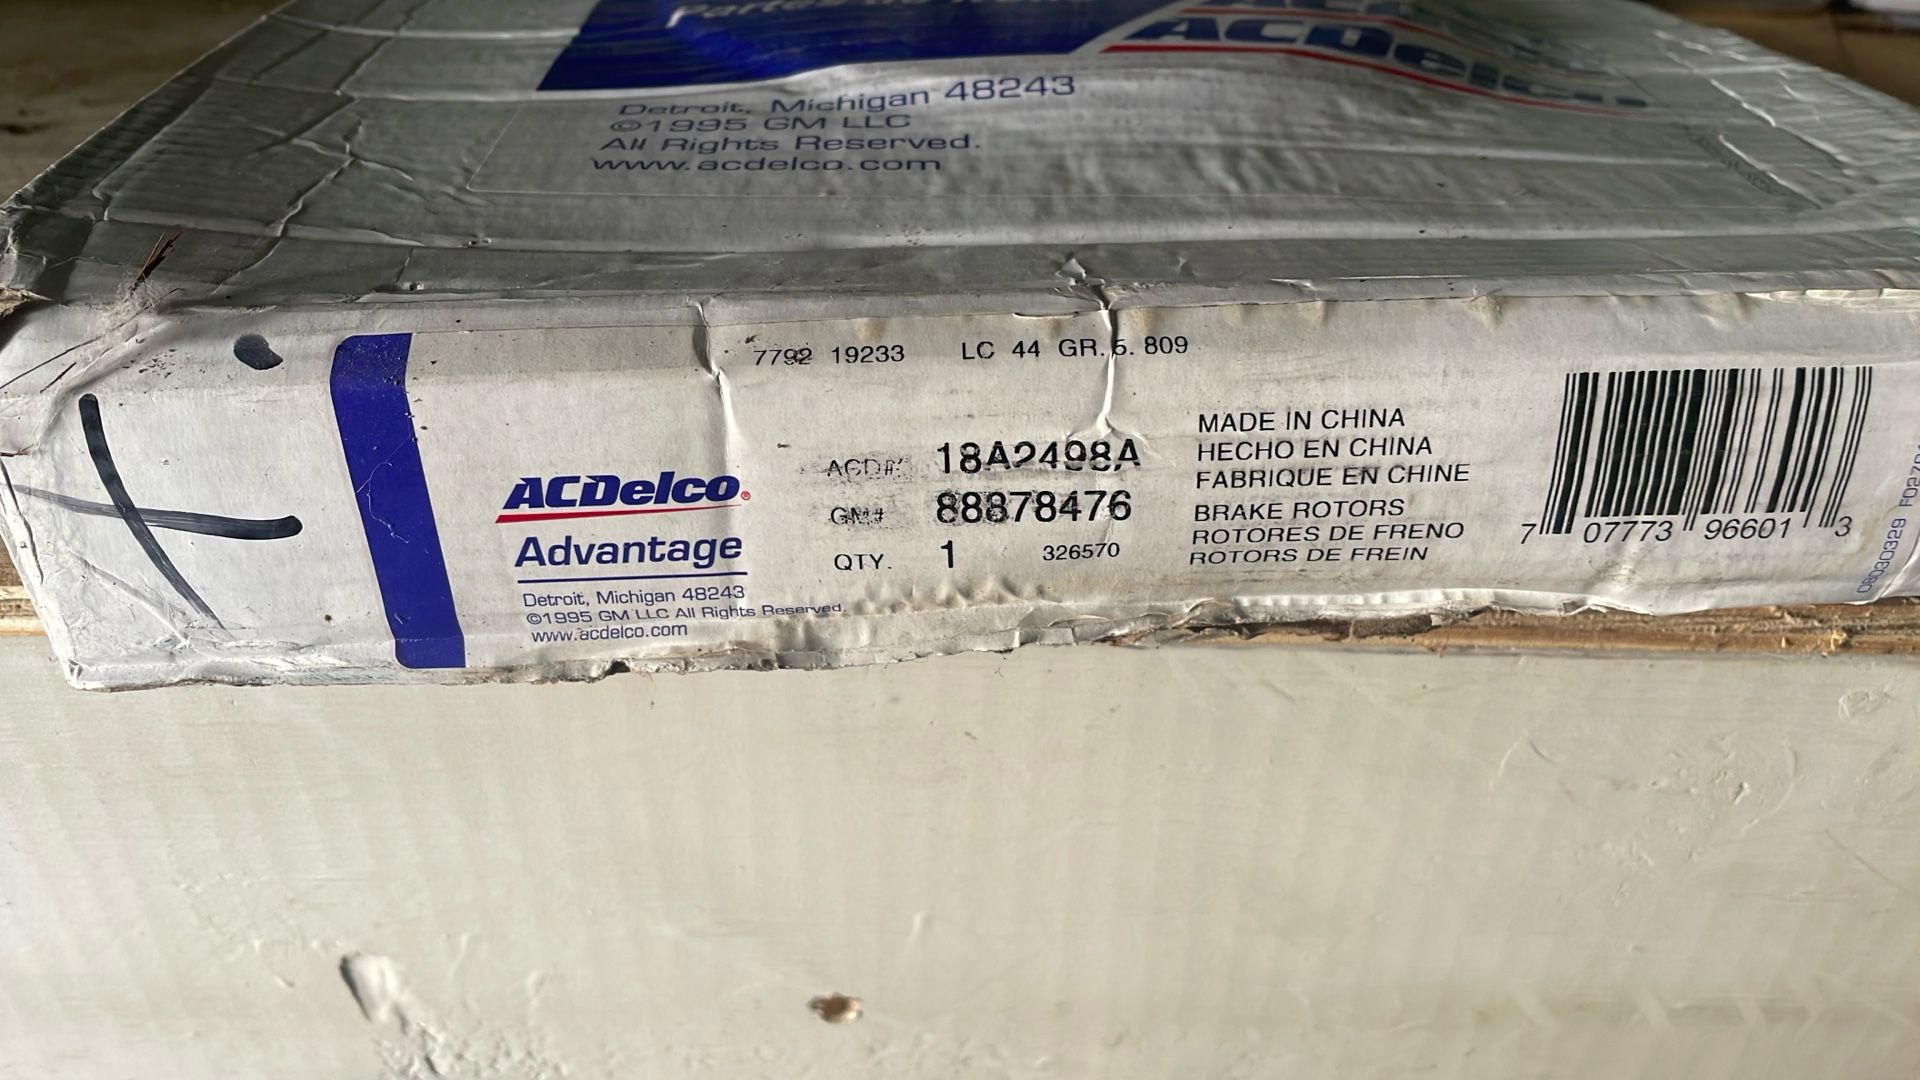 ACDelco
Detroit, Michigan 48243
©1995 GM LLC
All Rights Reserved.
www.acdelco.com
7792 19233 LC 44 GR. 5. 809
ACD# 18A2498A
GM# 88878476
QTY. 1 326570
MADE IN CHINA
HECHO EN CHINA
FABRIQUE EN CHINE
BRAKE ROTORS
ROTORES DE FRENO
ROTORS DE FREIN
ACDelco®
Advantage
Detroit, Michigan 48243
©1995 GM LLC All Rights Reserved.
www.acdelco.com
7 07773 96601 3